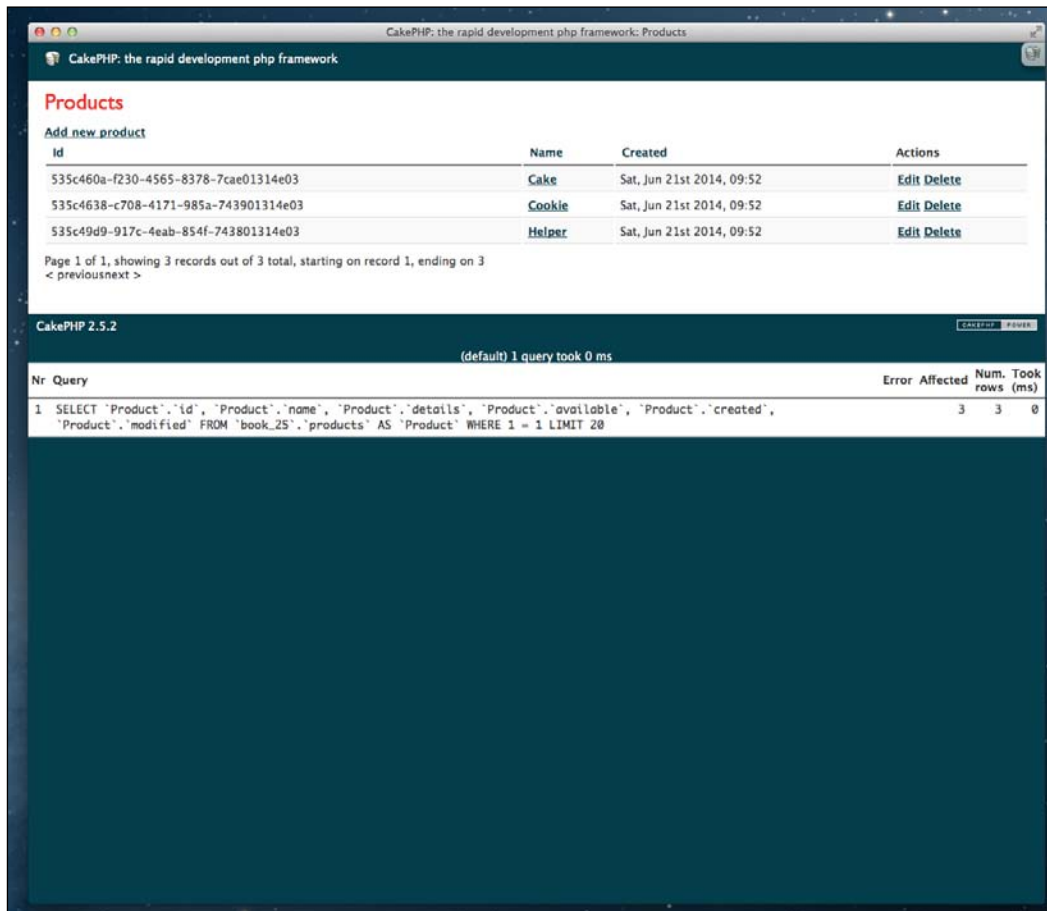 CakePHP: the rapid development php framework: Products
CakePHP: the rapid development php framework
Products
Add new product
Id Name Created Actions
535c460a-f230-4565-8378-7cae01314e03 Cake Sat, Jun 21st 2014, 09:52 Edit Delete
535c4638-c708-4171-985a-743901314e03 Cookie Sat, Jun 21st 2014, 09:52 Edit Delete
535c49d9-917c-4eab-854f-743801314e03 Helper Sat, Jun 21st 2014, 09:52 Edit Delete
Page 1 of 1, showing 3 records out of 3 total, starting on record 1, ending on 3
< previousnext >
CakePHP 2.5.2 CAKEPHP POWER
(default) 1 query took 0 ms
Nr Query Error Affected Num. rows Took (ms)
1 SELECT `Product`.`id`, `Product`.`name`, `Product`.`details`, `Product`.`available`, `Product`.`created`, 3 3 0
`Product`.`modified` FROM `book_25`.`products` AS `Product` WHERE 1 = 1 LIMIT 20